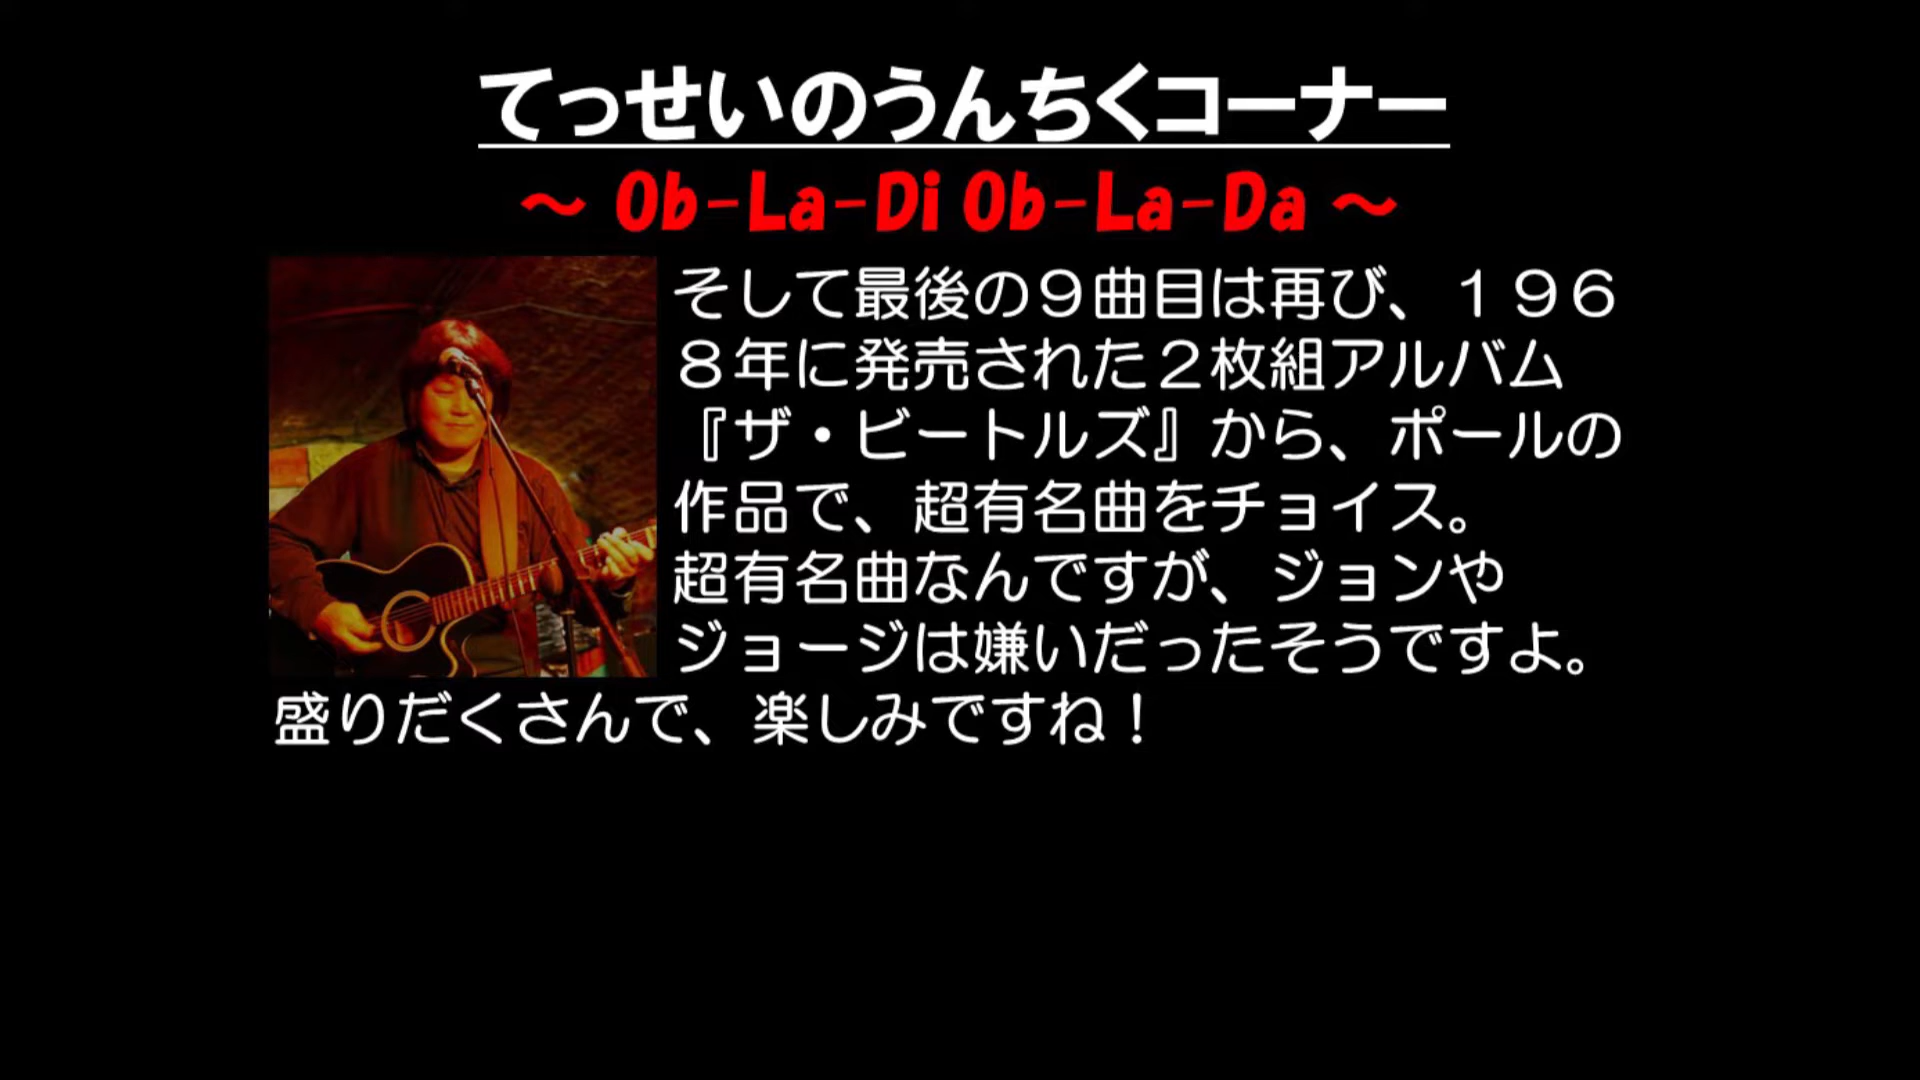 てっせいのうんちくコーナー
～ Ob-La-Di Ob-La-Da ～
そして最後の９曲目は再び、１９６
８年に発売された２枚組アルバム
『ザ・ビートルズ』から、ポールの
作品で、超有名曲をチョイス。
超有名曲なんですが、ジョンや
ジョージは嫌いだったそうですよ。
盛りだくさんで、楽しみですね！